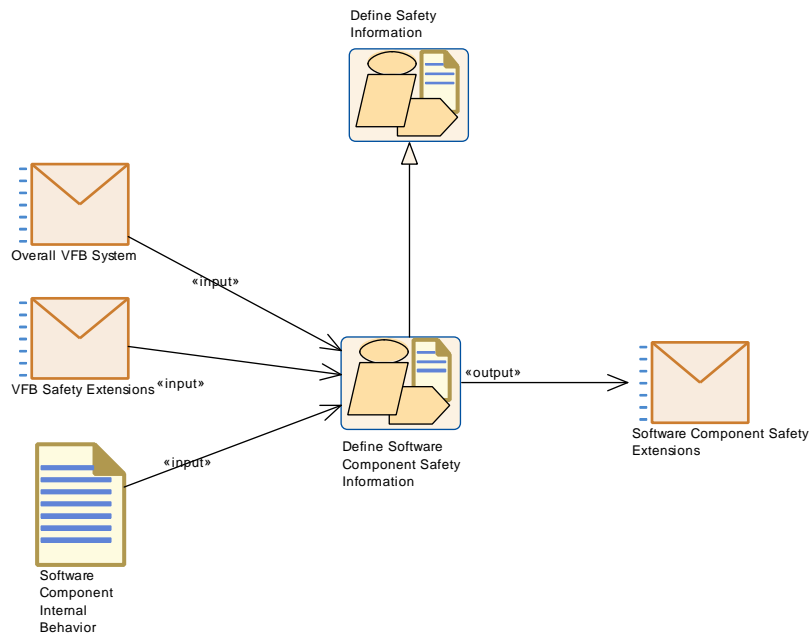 Define Safety
Information
Overall VFB System
«input»
VFB Safety Extensions
«input»
«output»
Define Software
Component Safety
Information
Software Component Safety
Extensions
«input»
Software
Component
Internal
Behavior